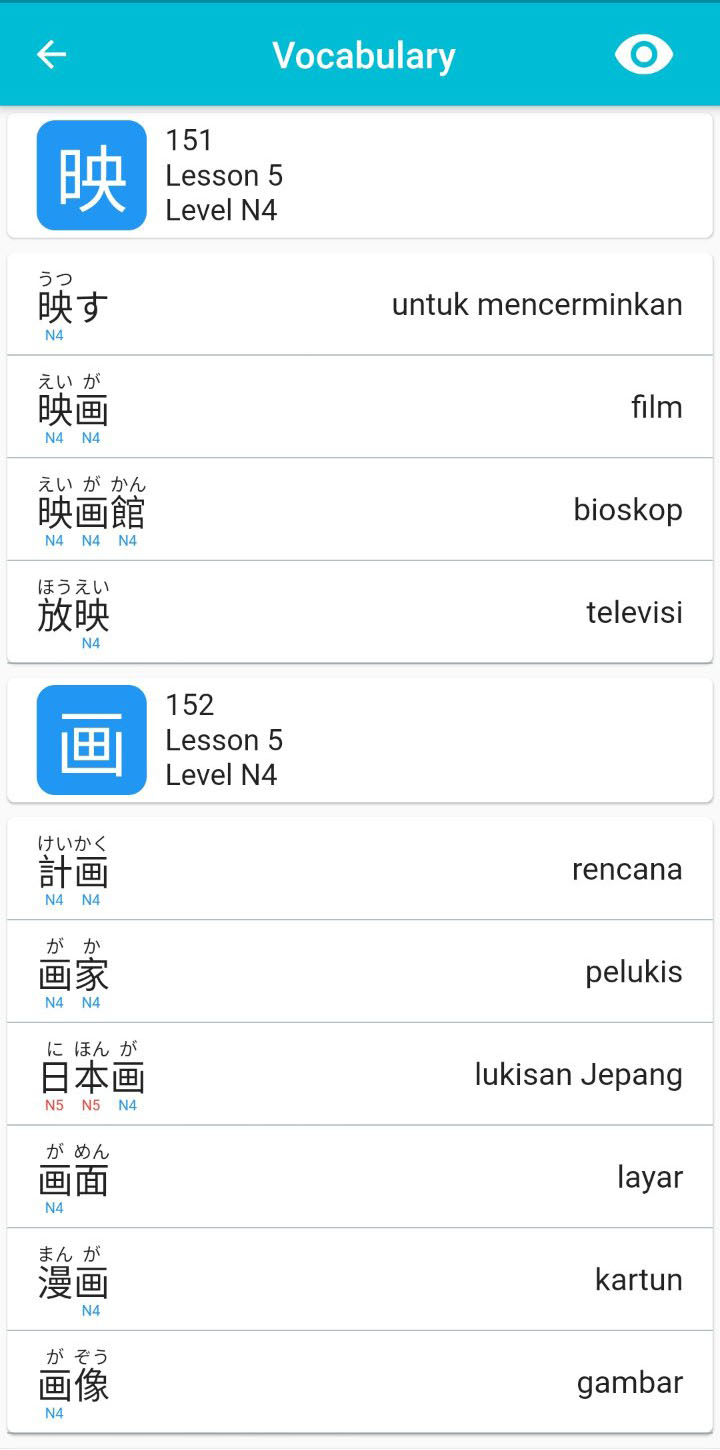 Vocabulary
映
151
Lesson 5
Level N4
うつ
映す
untuk mencerminkan
N4
えい が
映画
film
N4 N4
えい が かん
映画館
bioskop
N4 N4 N4
ほうえい
放映
televisi
N4
画
152
Lesson 5
Level N4
けいかく
計画
rencana
N4 N4
が か
画家
pelukis
N4 N4
に ほん が
日本画
lukisan Jepang
N5 N5 N4
が めん
画面
layar
N4
まん が
漫画
kartun
N4
が ぞう
画像
gambar
N4